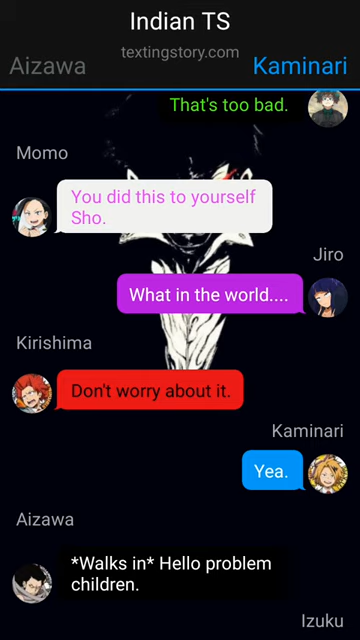 Indian TS
textingstory.com
Aizawa
Kaminari
That's too bad.
Momo
You did this to yourself
Sho.
Jiro
What in the world....
Kirishima
Don't worry about it.
Kaminari
Yea.
Aizawa
*Walks in* Hello problem
children.
Izuku